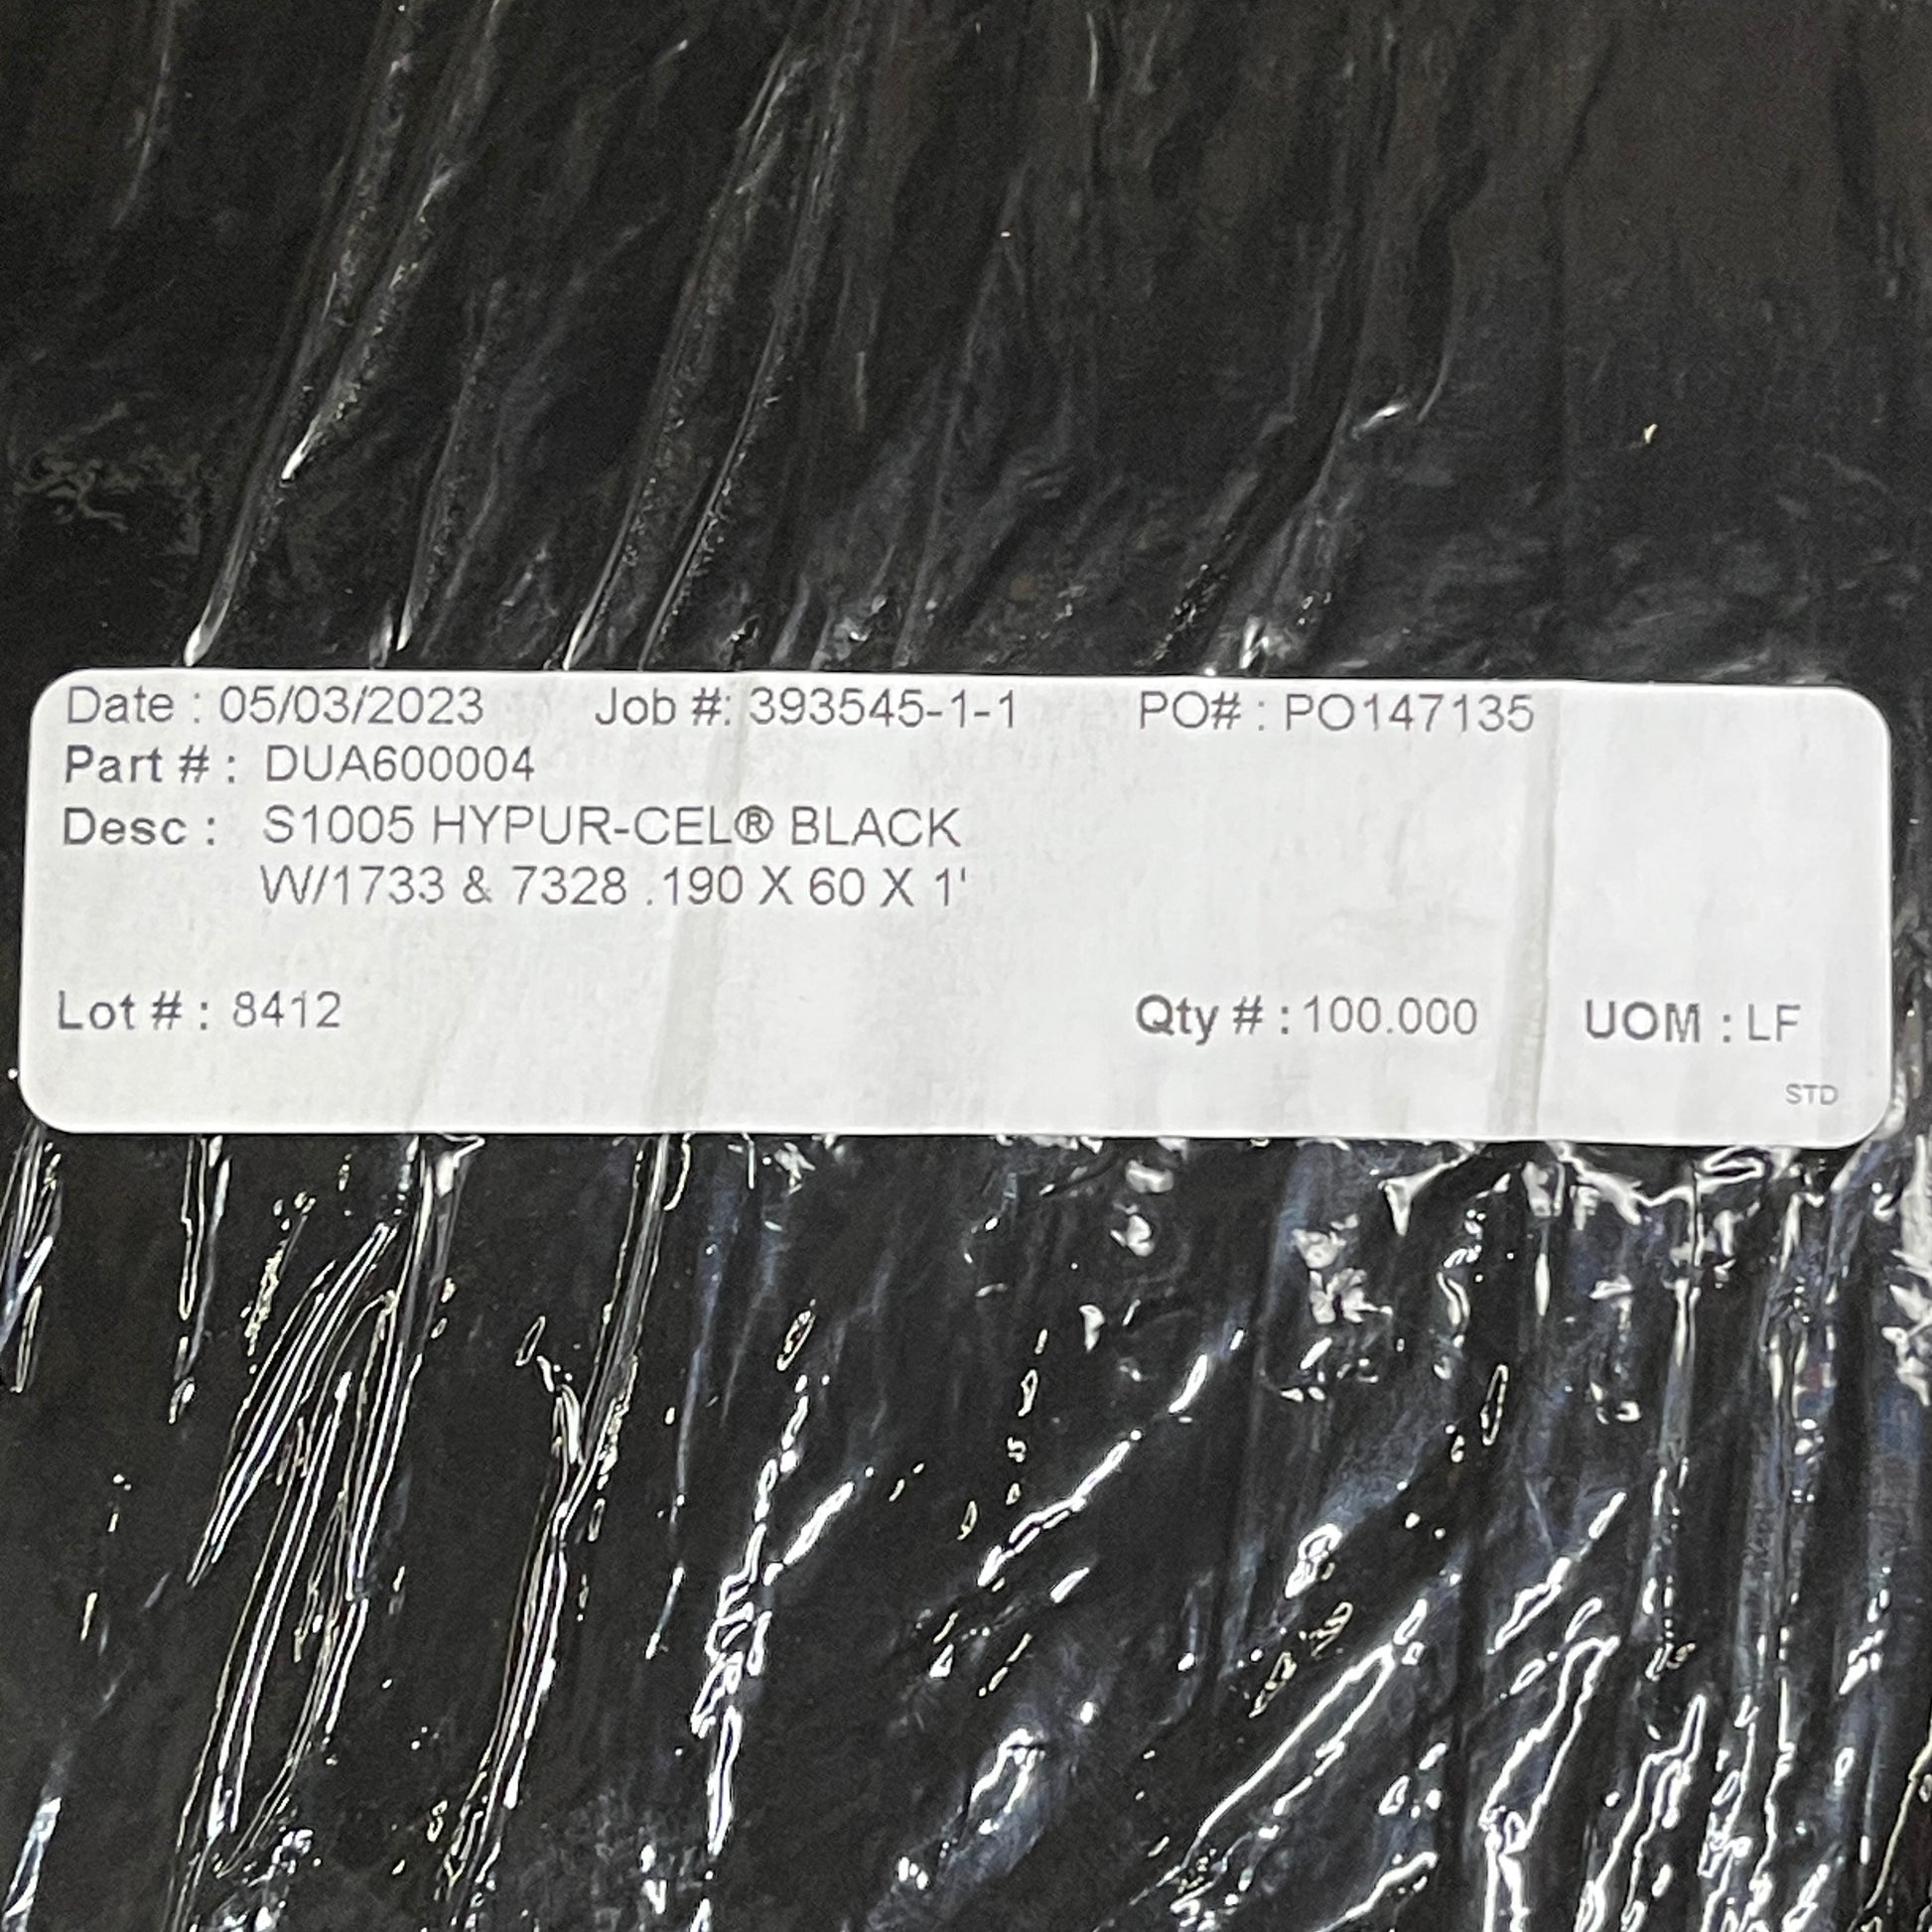 Date : 05/03/2023 Job #: 393545-1-1 PO# : PO147135
Part # : DUA600004
Desc : S1005 HYPUR-CEL® BLACK
W/1733 & 7328 .190 X 60 X 1'
Lot # : 8412 Qty # : 100.000 UOM : LF
STD